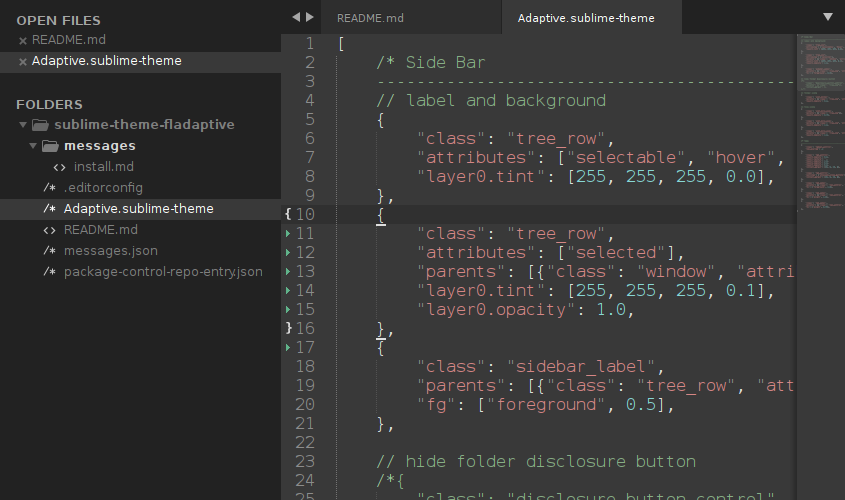 OPEN FILES
× README.md
× Adaptive.sublime-theme
FOLDERS
sublime-theme-fladaptive
messages
<> install.md
/* .editorconfig
/* Adaptive.sublime-theme
<> README.md
/* messages.json
/* package-control-repo-entry.json
README.md
Adaptive.sublime-theme
1 [
2 /* Side Bar
3 ------------------------------------------
4 // label and background
5 {
6 "class": "tree_row",
7 "attributes": ["selectable", "hover",
8 "layer0.tint": [255, 255, 255, 0.0],
9 },
{ 10 {
11 "class": "tree_row",
12 "attributes": ["selected"],
13 "parents": [{"class": "window", "attri
14 "layer0.tint": [255, 255, 255, 0.1],
15 "layer0.opacity": 1.0,
} 16 },
17 {
18 "class": "sidebar_label",
19 "parents": [{"class": "tree_row", "att
20 "fg": ["foreground", 0.5],
21 },
22
23 // hide folder disclosure button
24 /*{
25 "class": "disclosure_button_control",